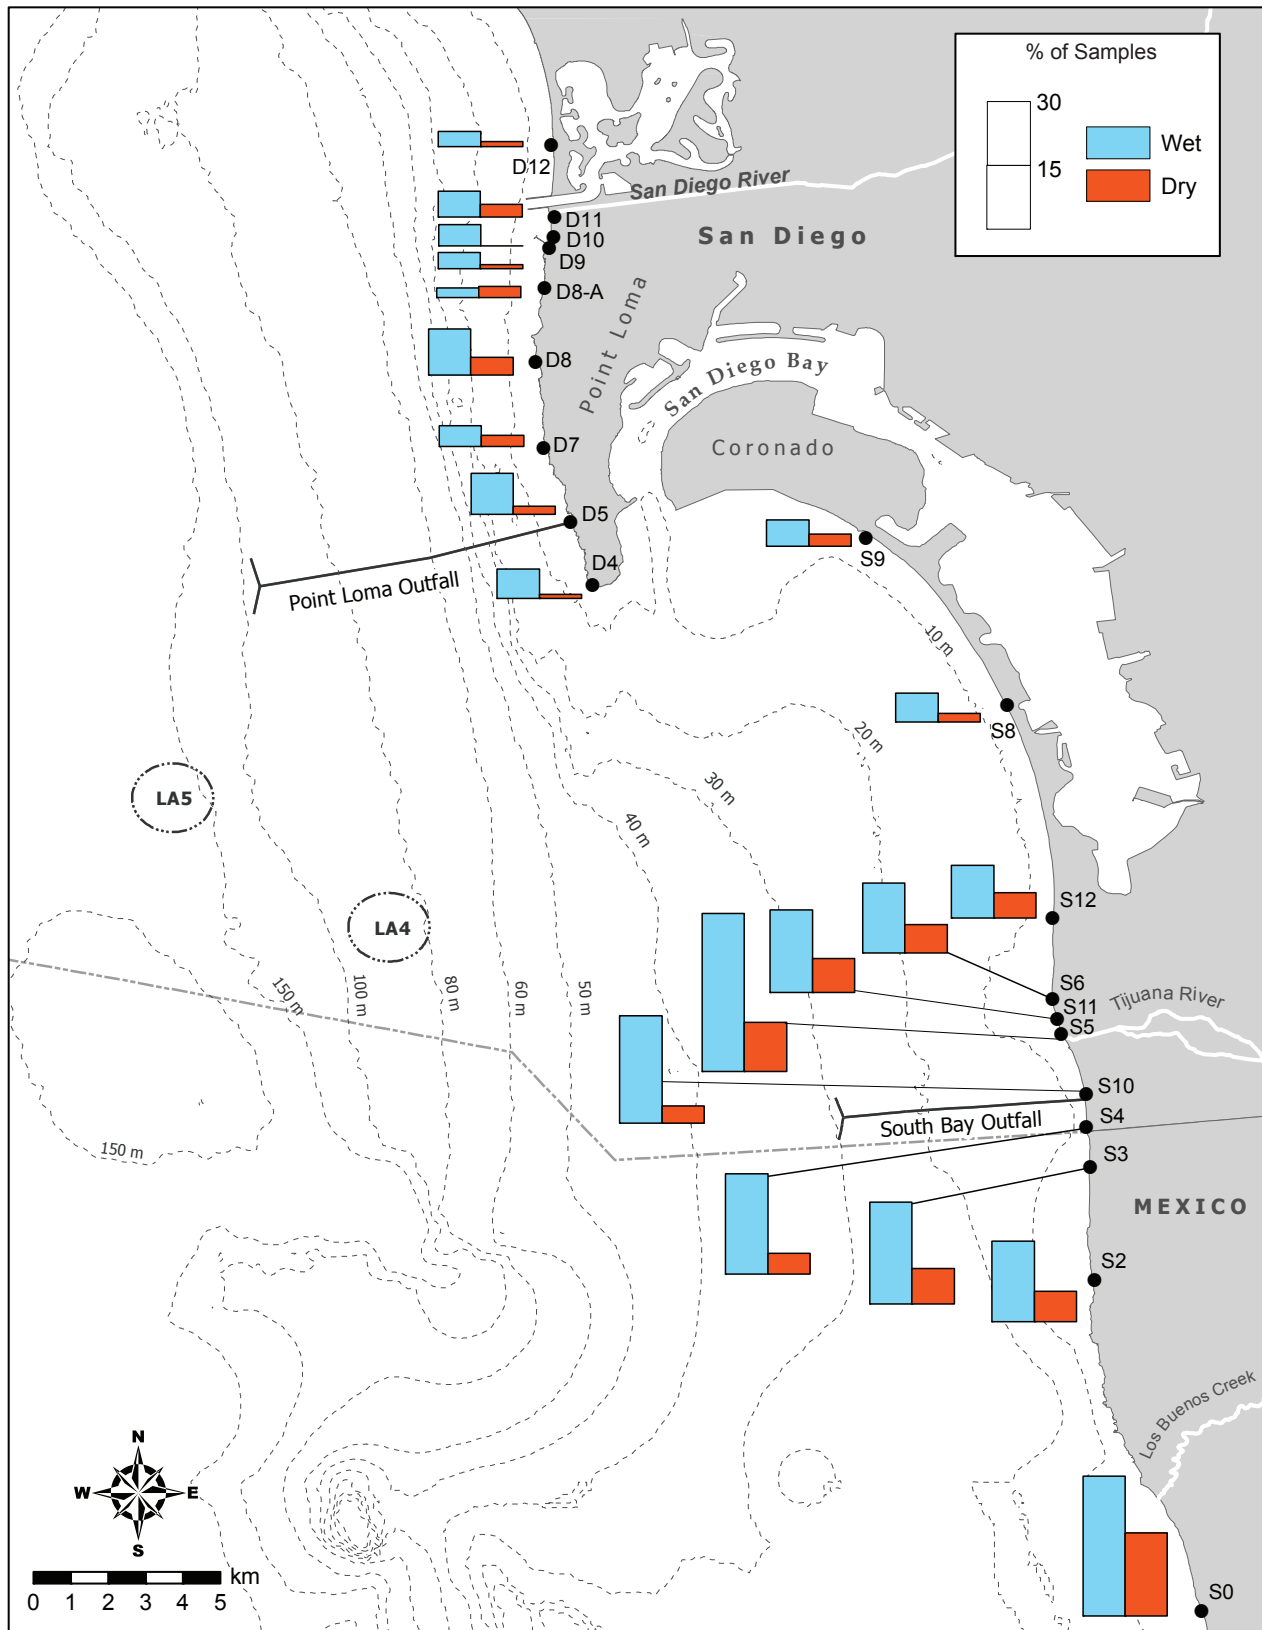 % of Samples
30
15
Wet
Dry
D12
San Diego River
D11
D10
D9
San Diego
D8-A
Point Loma
D8
San Diego Bay
Coronado
D7
D5
S9
D4
Point Loma Outfall
10 m
S8
20 m
30 m
LA5
40 m
S12
LA4
S6
S11
S5
Tijuana River
150 m
100 m
80 m
60 m
50 m
S10
South Bay Outfall
S4
150 m
S3
MEXICO
S2
Los Buenos Creek
N
W
E
S
km
0 1 2 3 4 5
S0